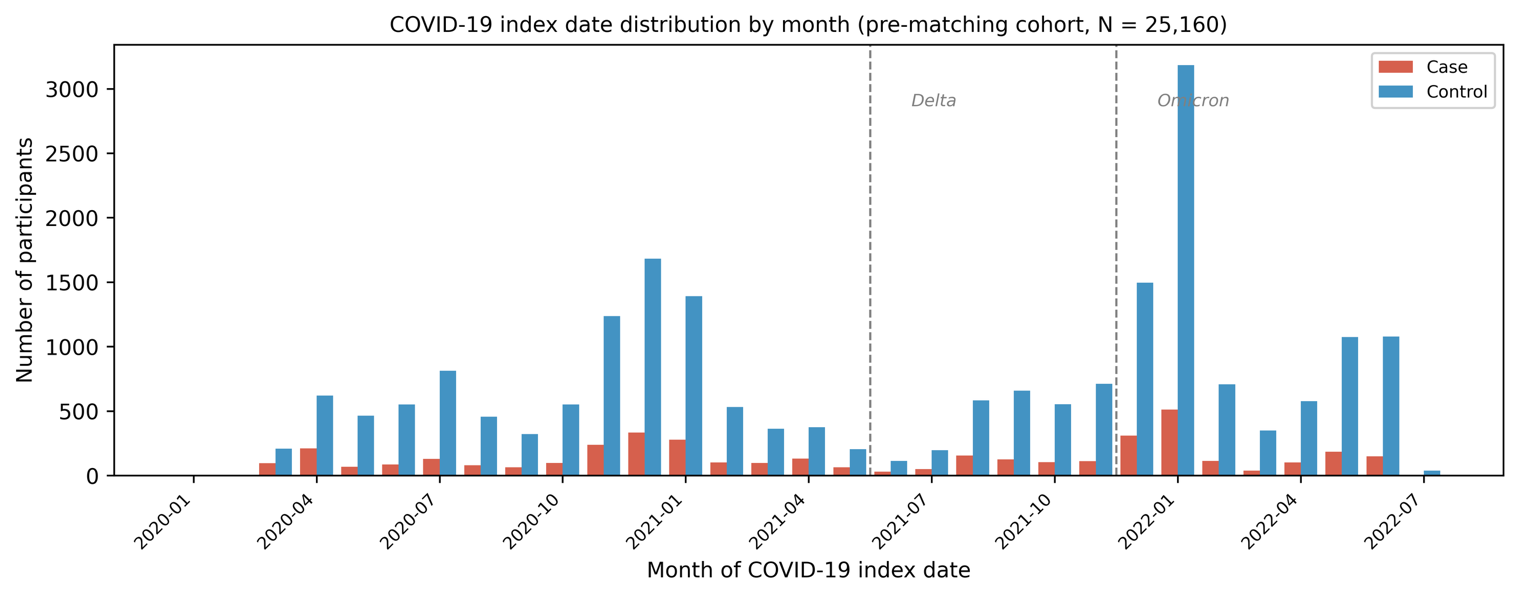 COVID-19 index date distribution by month (pre-matching cohort, N = 25,160)
Number of participants
3000
2500
2000
1500
1000
500
0
Delta
Omicron
Case
Control
2020-01
2020-04
2020-07
2020-10
2021-01
2021-04
2021-07
2021-10
2022-01
2022-04
2022-07
Month of COVID-19 index date